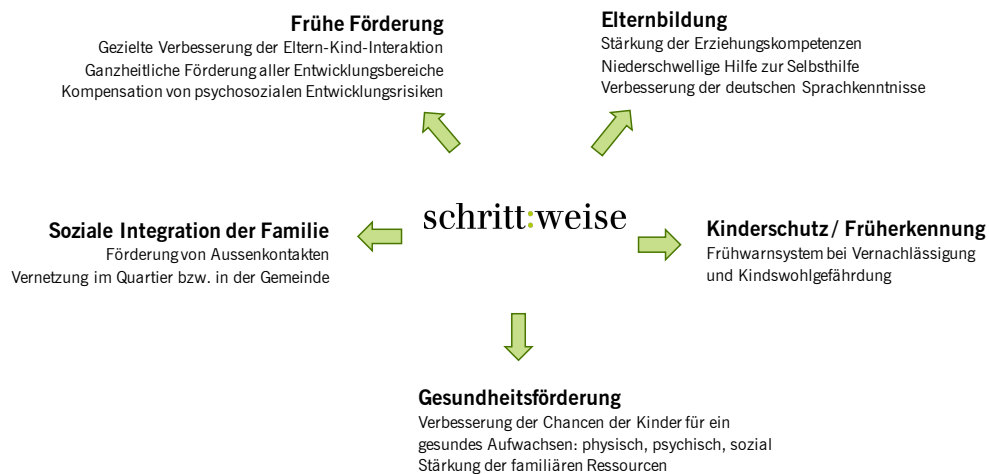 Frühe Förderung
Gezielte Verbesserung der Eltern-Kind-Interaktion
Ganzheitliche Förderung aller Entwicklungsbereiche
Kompensation von psychosozialen Entwicklungsrisiken
Elternbildung
Stärkung der Erziehungskompetenzen
Niederschwellige Hilfe zur Selbsthilfe
Verbesserung der deutschen Sprachkenntnisse
schritt:weise
Soziale Integration der Familie
Förderung von Aussenkontakten
Vernetzung im Quartier bzw. in der Gemeinde
Kinderschutz / Früherkennung
Frühwarnsystem bei Vernachlässigung
und Kindswohlgefährdung
Gesundheitsförderung
Verbesserung der Chancen der Kinder für ein
gesundes Aufwachsen: physisch, psychisch, sozial
Stärkung der familiären Ressourcen